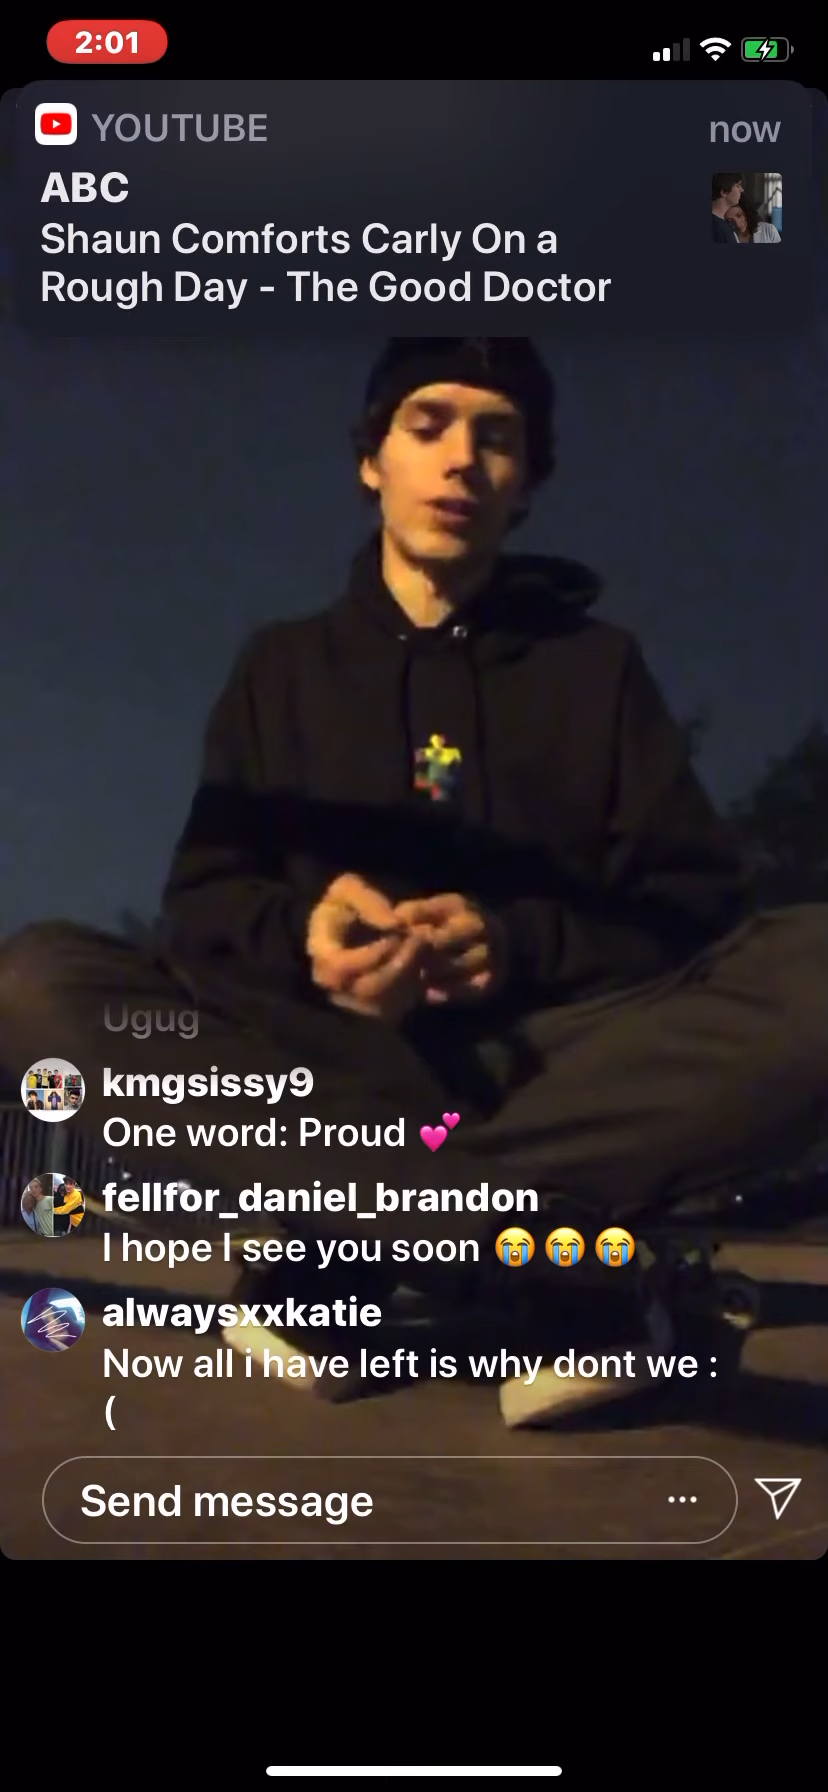 2:01
YOUTUBE
now
ABC
Shaun Comforts Carly On a
Rough Day - The Good Doctor
Ugug
kmgsissy9
One word: Proud 💕
fellfor_daniel_brandon
I hope I see you soon 😭😭😭
alwaysxxkatie
Now all i have left is why dont we :
(
Send message